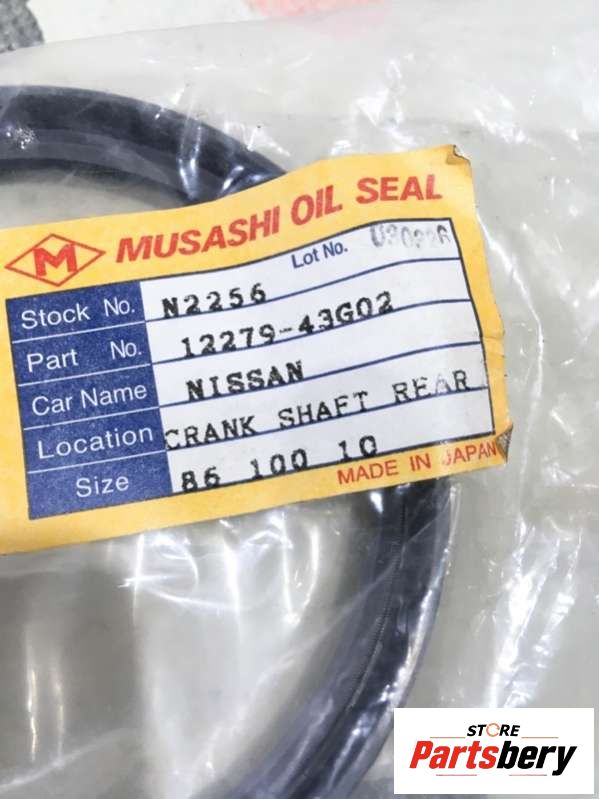 M MUSASHI OIL SEAL
Lot No.
Stock No. N2256
Part No. 12279-43G02
Car Name NISSAN
Location CRANK SHAFT REAR
Size 86 100 10
MADE IN JAPAN
STORE
Partsbery